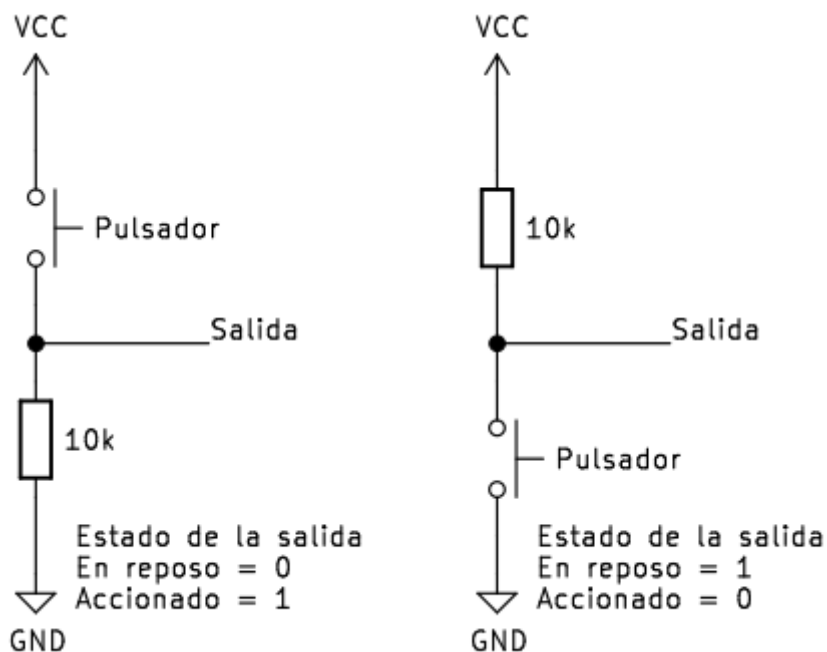 VCC
Pulsador
Salida
10k
Estado de la salida
En reposo = 0
Accionado = 1
GND
VCC
10k
Salida
Pulsador
Estado de la salida
En reposo = 1
Accionado = 0
GND